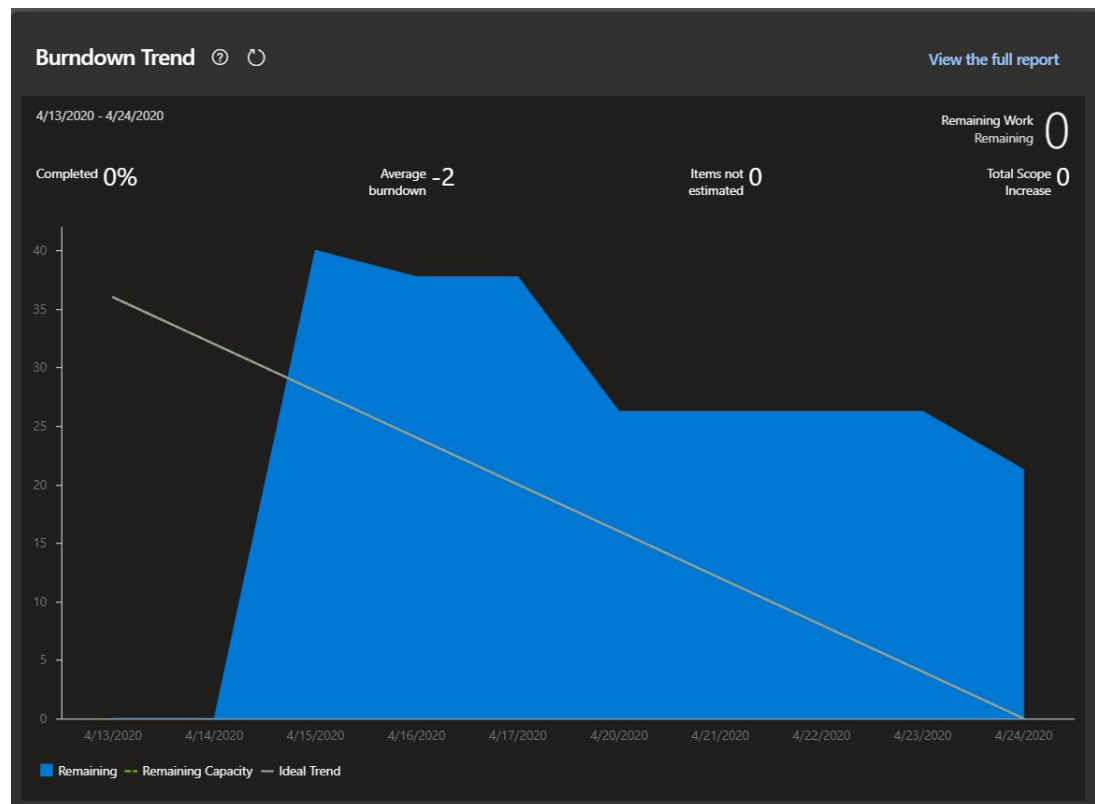 Burndown Trend
View the full report
4/13/2020 - 4/24/2020
Remaining Work
Remaining
0
Completed 0%
Average
burndown
-2
Items not
estimated
0
Total Scope
Increase
0
40
35
30
25
20
15
10
5
0
4/13/2020 4/14/2020 4/15/2020 4/16/2020 4/17/2020 4/20/2020 4/21/2020 4/22/2020 4/23/2020 4/24/2020
Remaining Remaining Capacity Ideal Trend